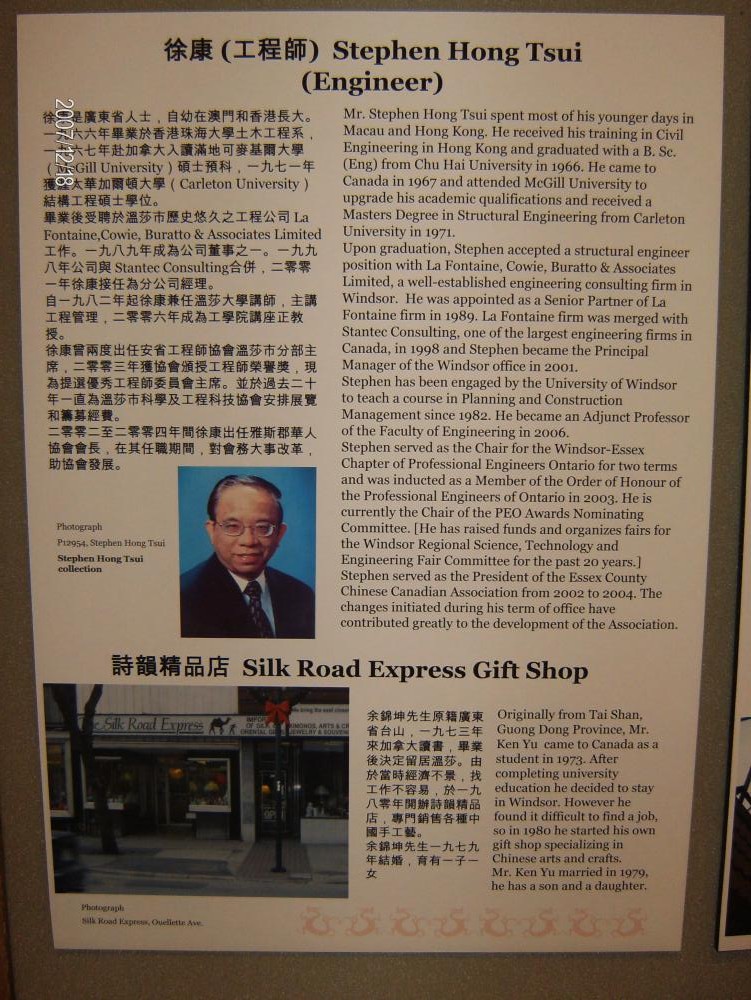 徐康 (工程師) Stephen Hong Tsui
(Engineer)
2007/12/18
徐 是廣東省人士，自幼在澳門和香港長大。
一 六六年畢業於香港珠海大學土木工程系，
一 六七年赴加拿大入讀滿地可麥基爾大學
Gill University）碩士預科，一九七一年
獲 太華加爾頓大學（Carleton University）
結構工程碩士學位。
畢業後受聘於溫莎市歷史悠久之工程公司 La
Fontaine,Cowie, Buratto & Associates Limited
工作。一九八九年成為公司董事之一。一九九
八年公司與 Stantec Consulting合併，二零零
一年徐康接任為分公司經理。
自一九八二年起徐康兼任溫莎大學講師，主講
工程管理，二零零六年成為工學院講座正教
授。
徐康曾兩度出任安省工程師協會溫莎市分部主
席，二零零三年獲協會頒授工程師榮譽獎，現
為提選優秀工程師委員會主席。並於過去二十
年一直為溫莎市科學及工程科技協會安排展覽
和籌募經費。
二零零二至二零零四年間徐康出任雅斯郡華人
協會會長，在其任職期間，對會務大事改革，
助協會發展。
Photograph
P12954, Stephen Hong Tsui
Stephen Hong Tsui
collection
Mr. Stephen Hong Tsui spent most of his younger days in
Macau and Hong Kong. He received his training in Civil
Engineering in Hong Kong and graduated with a B. Sc.
(Eng) from Chu Hai University in 1966. He came to
Canada in 1967 and attended McGill University to
upgrade his academic qualifications and received a
Masters Degree in Structural Engineering from Carleton
University in 1971.
Upon graduation, Stephen accepted a structural engineer
position with La Fontaine, Cowie, Buratto & Associates
Limited, a well-established engineering consulting firm in
Windsor. He was appointed as a Senior Partner of La
Fontaine firm in 1989. La Fontaine firm was merged with
Stantec Consulting, one of the largest engineering firms in
Canada, in 1998 and Stephen became the Principal
Manager of the Windsor office in 2001.
Stephen has been engaged by the University of Windsor
to teach a course in Planning and Construction
Management since 1982. He became an Adjunct Professor
of the Faculty of Engineering in 2006.
Stephen served as the Chair for the Windsor-Essex
Chapter of Professional Engineers Ontario for two terms
and was inducted as a Member of the Order of Honour of
the Professional Engineers of Ontario in 2003. He is
currently the Chair of the PEO Awards Nominating
Committee. [He has raised funds and organizes fairs for
the Windsor Regional Science, Technology and
Engineering Fair Committee for the past 20 years.]
Stephen served as the President of the Essex County
Chinese Canadian Association from 2002 to 2004. The
changes initiated during his term of office have
contributed greatly to the development of the Association.
詩韻精品店 Silk Road Express Gift Shop
Silk Road Express
OF SILK KIMONOS, ARTS & CR
ORIENTAL JEWELRY & SOUVEN
Photograph
Silk Road Express, Ouellette Ave.
余錦坤先生原籍廣東
省台山，一九七三年
來加拿大讀書，畢業
後決定留居溫莎。由
於當時經濟不景，找
工作不容易，於一九
八零年開辦詩韻精品
店，專門銷售各種中
國手工藝。
余錦坤先生一九七九
年結婚，育有一子一
女
Originally from Tai Shan,
Guong Dong Province, Mr.
Ken Yu came to Canada as a
student in 1973. After
completing university
education he decided to stay
in Windsor. However he
found it difficult to find a job,
so in 1980 he started his own
gift shop specializing in
Chinese arts and crafts.
Mr. Ken Yu married in 1979,
he has a son and a daughter.